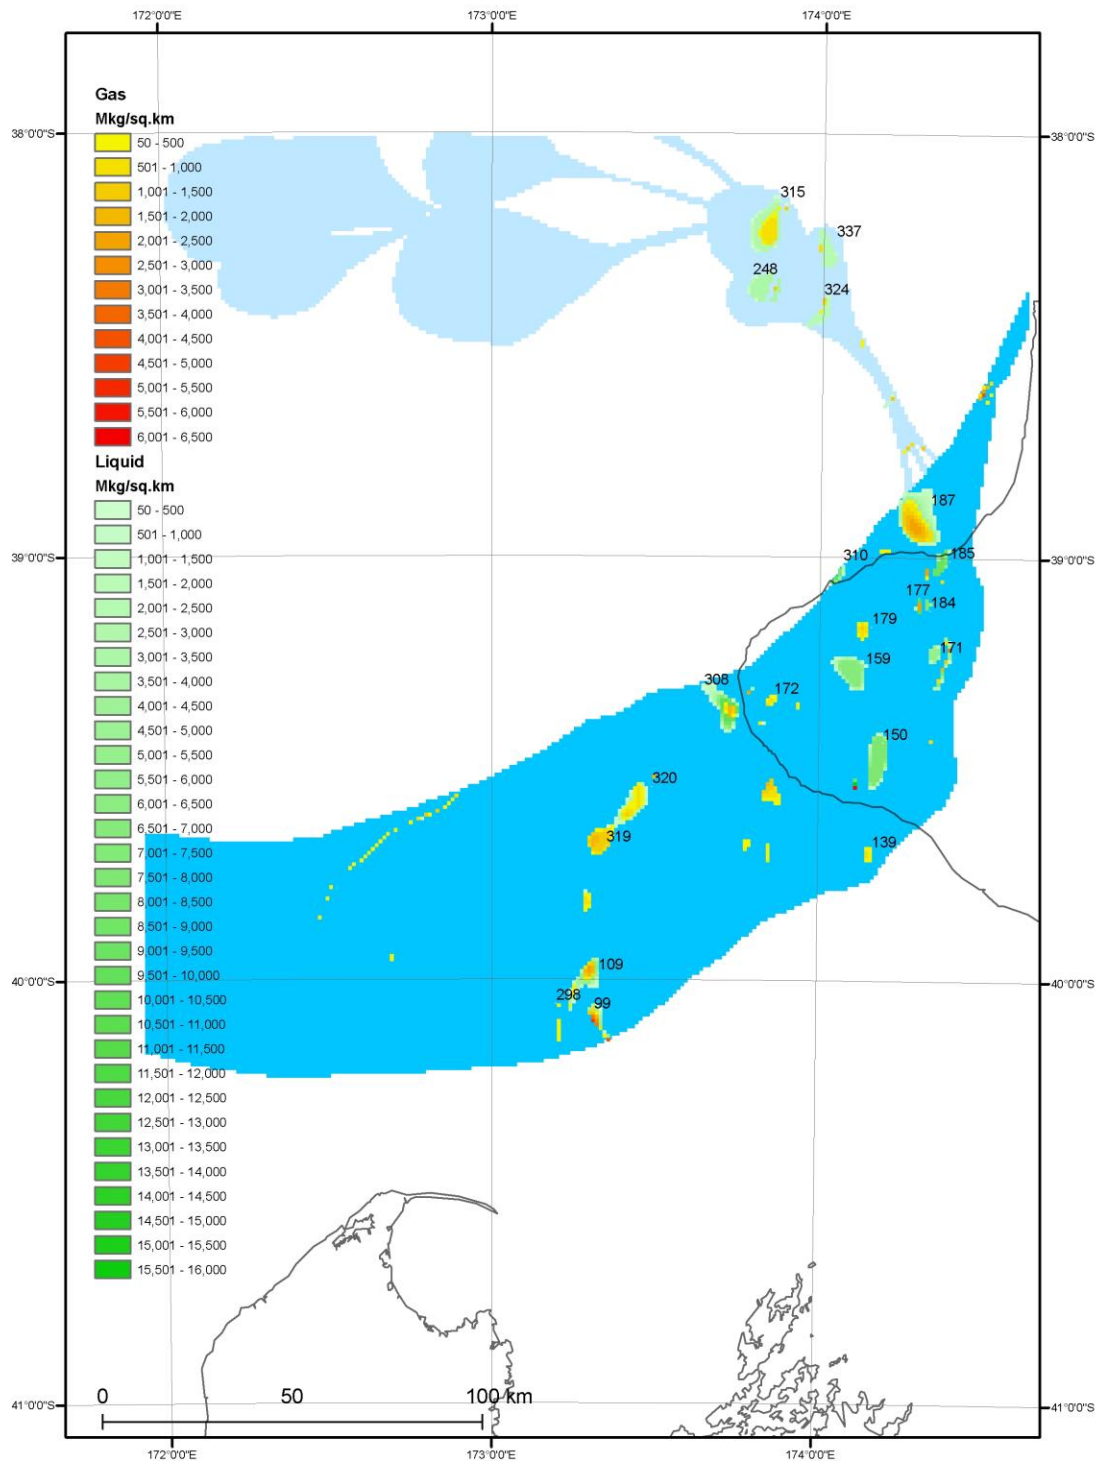 172°0'0"E 173°0'0"E 174°0'0"E
Gas
Mkg/sq.km
38°0'0"S 38°0'0"S
50 - 500
501 - 1,000
1,001 - 1,500
1,501 - 2,000
2,001 - 2,500
2,501 - 3,000
3,001 - 3,500
3,501 - 4,000
4,001 - 4,500
4,501 - 5,000
5,001 - 5,500
5,501 - 6,000
6,001 - 6,500
Liquid
Mkg/sq.km
50 - 500
501 - 1,000
1,001 - 1,500
1,501 - 2,000
2,001 - 2,500
2,501 - 3,000
3,001 - 3,500
3,501 - 4,000
4,001 - 4,500
4,501 - 5,000
5,001 - 5,500
5,501 - 6,000
6,001 - 6,500
6,501 - 7,000
7,001 - 7,500
7,501 - 8,000
8,001 - 8,500
8,501 - 9,000
9,001 - 9,500
9,501 - 10,000
10,001 - 10,500
10,501 - 11,000
11,001 - 11,500
11,501 - 12,000
12,001 - 12,500
12,501 - 13,000
13,001 - 13,500
13,501 - 14,000
14,001 - 14,500
14,501 - 15,000
15,001 - 15,500
15,501 - 16,000
315
337
248
324
187
39°0'0"S 39°0'0"S
310
185
177
184
179
171
159
308
172
150
320
319
139
109
40°0'0"S 40°0'0"S
298
99
0 50 100 km
41°0'0"S 41°0'0"S
172°0'0"E 173°0'0"E 174°0'0"E